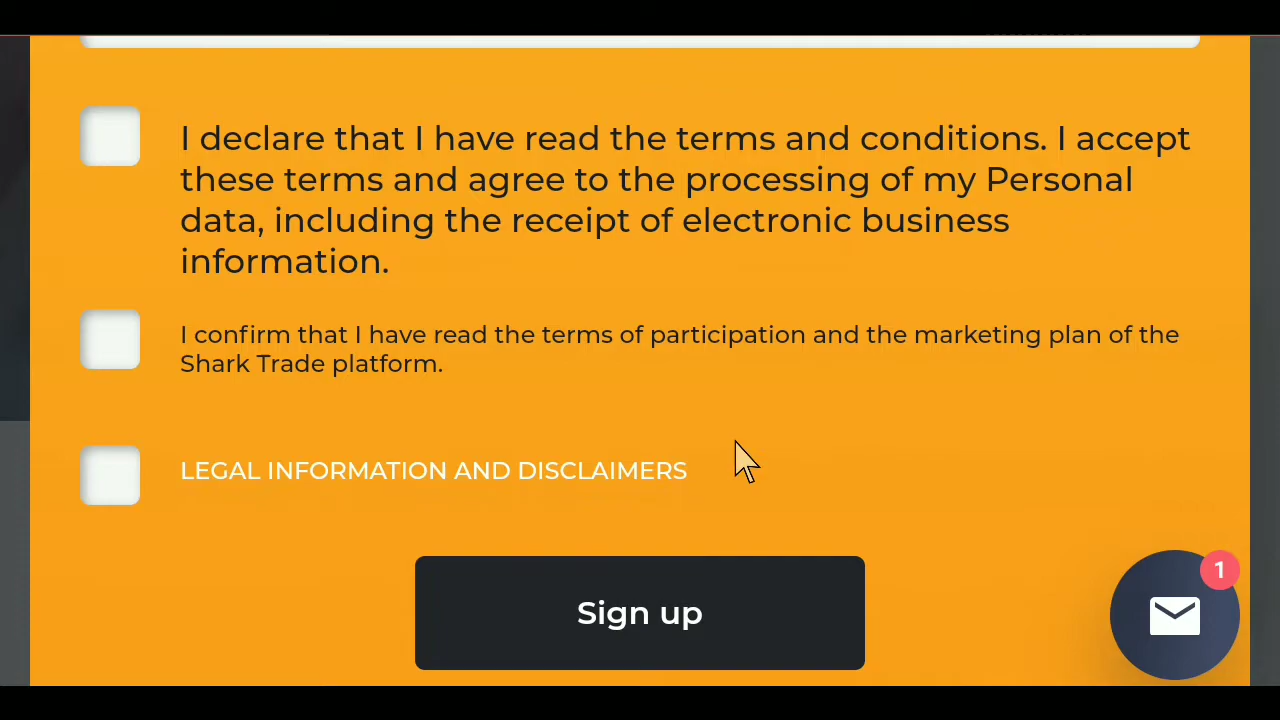 I declare that I have read the terms and conditions. I accept
these terms and agree to the processing of my Personal
data, including the receipt of electronic business
information.
I confirm that I have read the terms of participation and the marketing plan of the
Shark Trade platform.
LEGAL INFORMATION AND DISCLAIMERS
Sign up
1